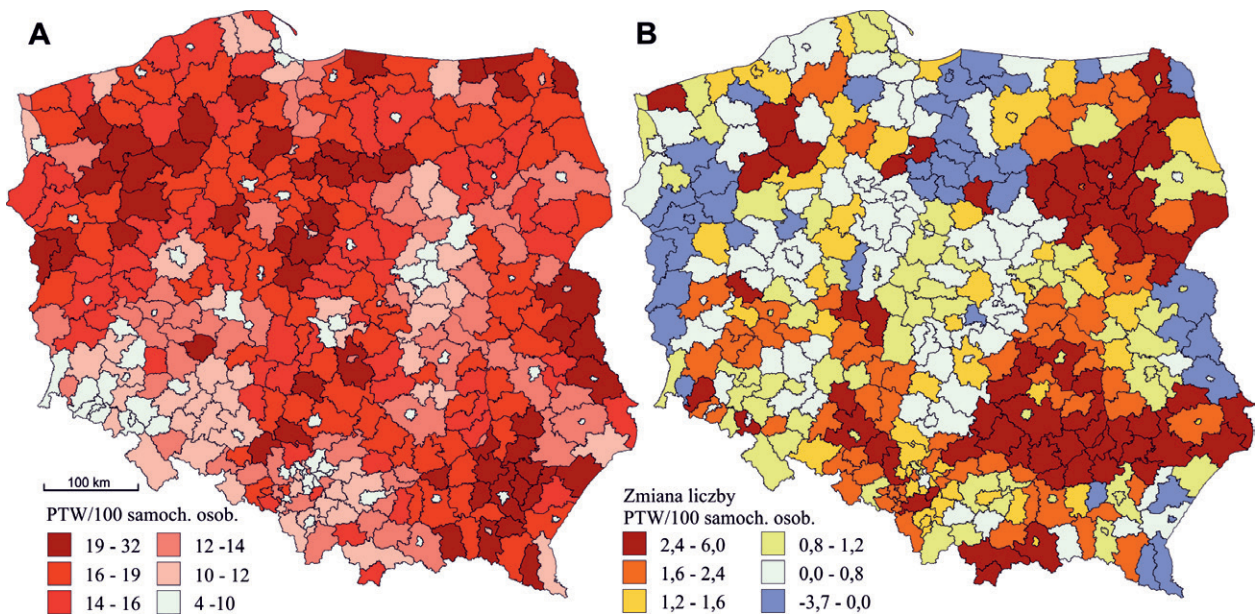 A
B
100 km
PTW/100 samoch. osob.
19 - 32
12 -14
16 - 19
10 - 12
14 - 16
4 -10
Zmiana liczby
PTW/100 samoch. osob.
2,4 - 6,0
0,8 - 1,2
1,6 - 2,4
0,0 - 0,8
1,2 - 1,6
-3,7 - 0,0